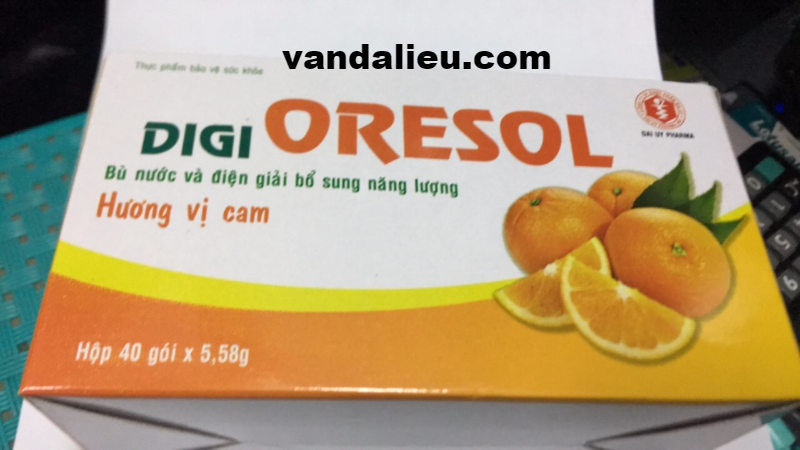 vandalieu.com
Thực phẩm bảo vệ sức khỏe
DIGI ORESOL
DAI UY PHARMA
Bù nước và điện giải bổ sung năng lượng
Hương vị cam
Hộp 40 gói x 5,58g